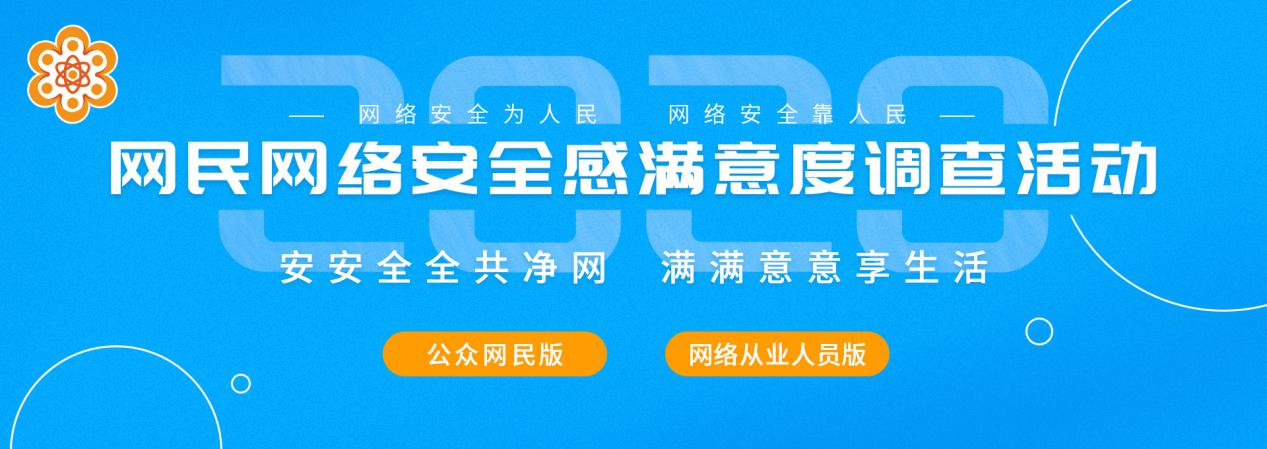 2020
网络安全为人民 网络安全靠人民
网民网络安全感满意度调查活动
安安全全共净网 满满意意享生活
公众网民版 网络从业人员版